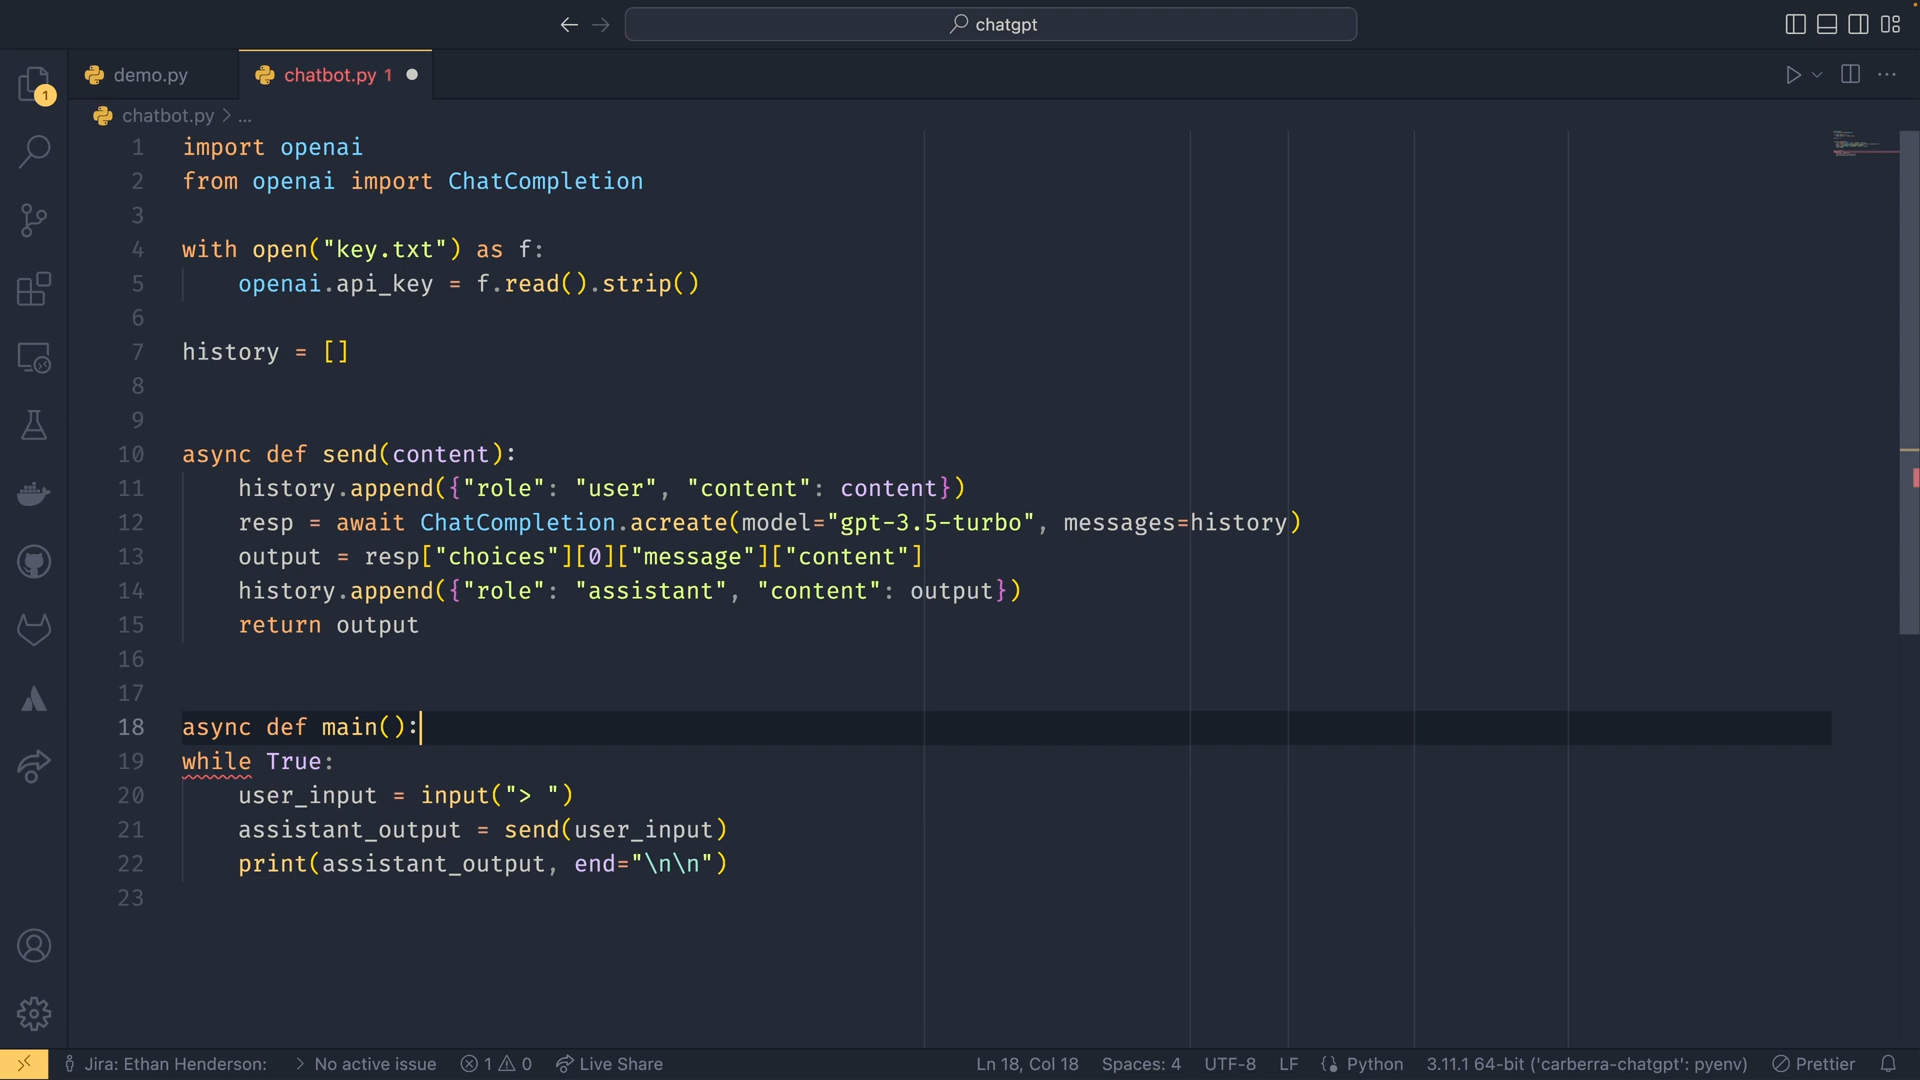 chatgpt
demo.py
chatbot.py 1
1
chatbot.py > ...
1 import openai
2 from openai import ChatCompletion
3
4 with open("key.txt") as f:
5     openai.api_key = f.read().strip()
6
7 history = []
8
9
10 async def send(content):
11     history.append({"role": "user", "content": content})
12     resp = await ChatCompletion.acreate(model="gpt-3.5-turbo", messages=history)
13     output = resp["choices"][0]["message"]["content"]
14     history.append({"role": "assistant", "content": output})
15     return output
16
17
18 async def main():
19 while True:
20     user_input = input("> ")
21     assistant_output = send(user_input)
22     print(assistant_output, end="\n\n")
23
Jira: Ethan Henderson: > No active issue 1 0 Live Share Ln 18, Col 18 Spaces: 4 UTF-8 LF {} Python 3.11.1 64-bit ('carberra-chatgpt': pyenv) Prettier